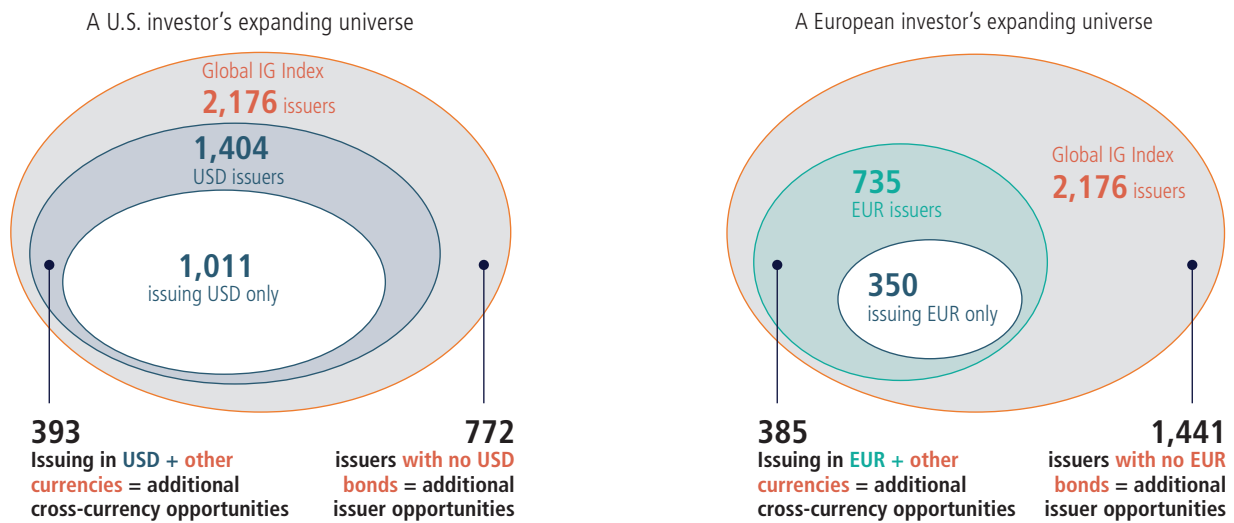 A U.S. investor's expanding universe
Global IG Index
2,176 issuers
1,404
USD issuers
1,011
issuing USD only
393
Issuing in USD + other
currencies = additional
cross-currency opportunities
772
issuers with no USD
bonds = additional
issuer opportunities
A European investor's expanding universe
Global IG Index
2,176 issuers
735
EUR issuers
350
issuing EUR only
385
Issuing in EUR + other
currencies = additional
cross-currency opportunities
1,441
issuers with no EUR
bonds = additional
issuer opportunities